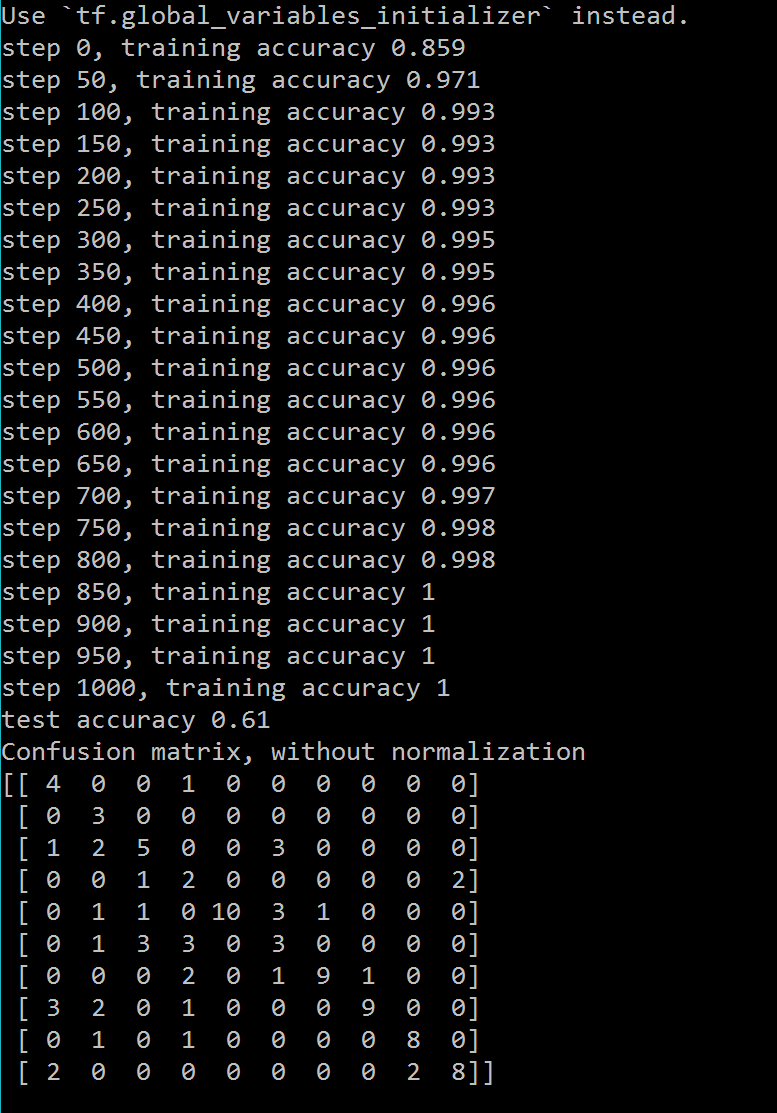 Use `tf.global_variables_initializer` instead.
step 0, training accuracy 0.859
step 50, training accuracy 0.971
step 100, training accuracy 0.993
step 150, training accuracy 0.993
step 200, training accuracy 0.993
step 250, training accuracy 0.993
step 300, training accuracy 0.995
step 350, training accuracy 0.995
step 400, training accuracy 0.996
step 450, training accuracy 0.996
step 500, training accuracy 0.996
step 550, training accuracy 0.996
step 600, training accuracy 0.996
step 650, training accuracy 0.996
step 700, training accuracy 0.997
step 750, training accuracy 0.998
step 800, training accuracy 0.998
step 850, training accuracy 1
step 900, training accuracy 1
step 950, training accuracy 1
step 1000, training accuracy 1
test accuracy 0.61
Confusion matrix, without normalization
[[ 4  0  0  1  0  0  0  0  0  0]
 [ 0  3  0  0  0  0  0  0  0  0]
 [ 1  2  5  0  0  3  0  0  0  0]
 [ 0  0  1  2  0  0  0  0  0  2]
 [ 0  1  1  0 10  3  1  0  0  0]
 [ 0  1  3  3  0  3  0  0  0  0]
 [ 0  0  0  2  0  1  9  1  0  0]
 [ 3  2  0  1  0  0  0  9  0  0]
 [ 0  1  0  1  0  0  0  0  8  0]
 [ 2  0  0  0  0  0  0  0  2  8]]